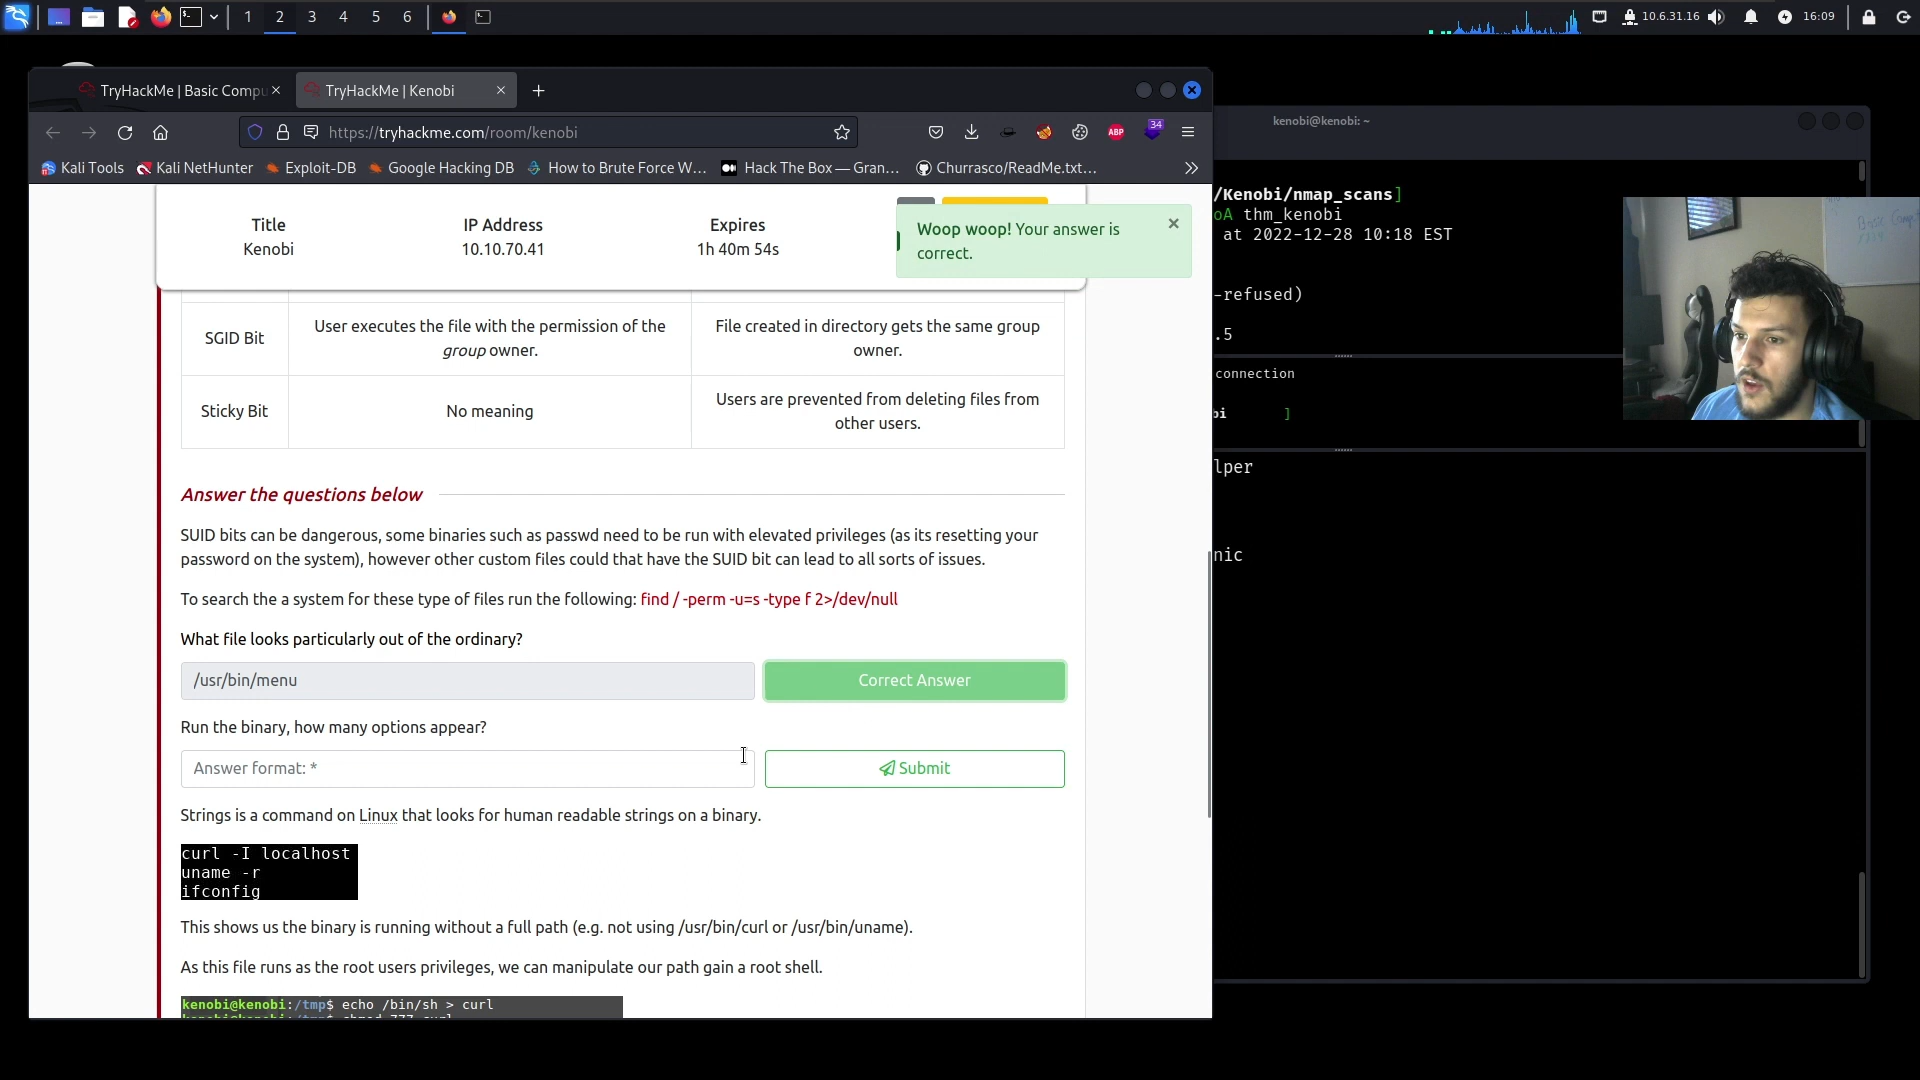 1 2 3 4 5 6
10.6.31.16
16:09
TryHackMe | Basic Compu
TryHackMe | Kenobi
https://tryhackme.com/room/kenobi
ABP
34
Kali Tools
Kali NetHunter
Exploit-DB
Google Hacking DB
How to Brute Force W...
Hack The Box — Gran...
Churrasco/ReadMe.txt...
Title
Kenobi
IP Address
10.10.70.41
Expires
1h 40m 54s
Woop woop! Your answer is
correct.
SGID Bit
User executes the file with the permission of the
group owner.
File created in directory gets the same group
owner.
Sticky Bit
No meaning
Users are prevented from deleting files from
other users.
Answer the questions below
SUID bits can be dangerous, some binaries such as passwd need to be run with elevated privileges (as its resetting your
password on the system), however other custom files could that have the SUID bit can lead to all sorts of issues.
To search the a system for these type of files run the following: find / -perm -u=s -type f 2>/dev/null
What file looks particularly out of the ordinary?
/usr/bin/menu
Correct Answer
Run the binary, how many options appear?
Answer format: *
Submit
Strings is a command on Linux that looks for human readable strings on a binary.
curl -I localhost
uname -r
ifconfig
This shows us the binary is running without a full path (e.g. not using /usr/bin/curl or /usr/bin/uname).
As this file runs as the root users privileges, we can manipulate our path gain a root shell.
kenobi@kenobi:/tmp$ echo /bin/sh > curl
kenobi@kenobi: ~
/Kenobi/nmap_scans]
oA thm_kenobi
at 2022-12-28 10:18 EST
-refused)
.5
connection
bi ]
lper
nic